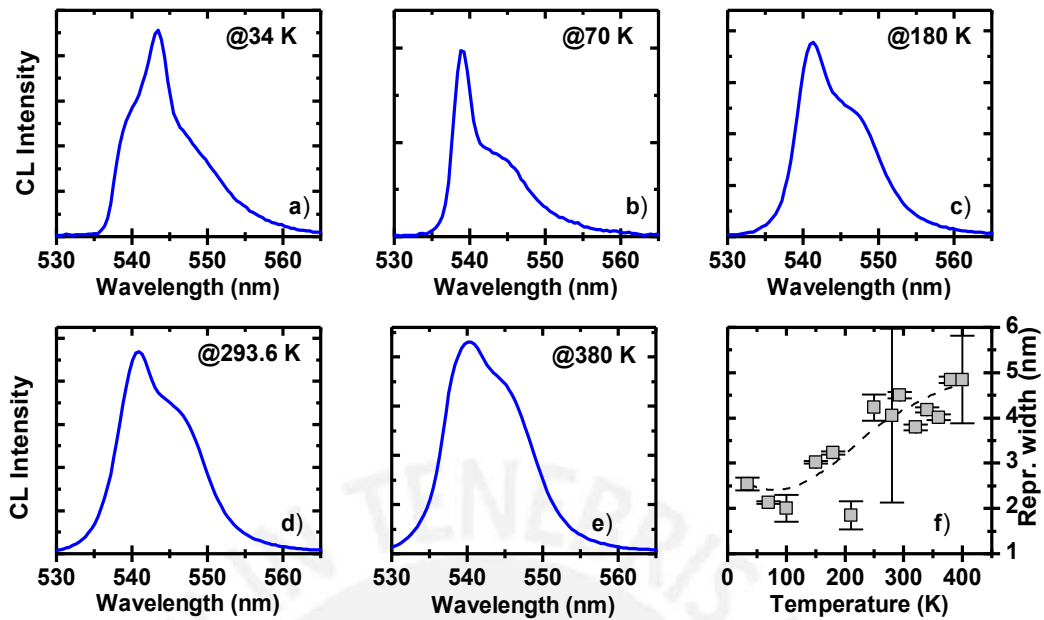 @34 K
@70 K
@180 K
CL Intensity
a)
b)
c)
530 540 550 560
530 540 550 560
530 540 550 560
Wavelength (nm)
Wavelength (nm)
Wavelength (nm)
@293.6 K
@380 K
6
5
4
3
2
1
Repr. width (nm)
CL Intensity
d)
e)
f)
530 540 550 560
530 540 550 560
0 100 200 300 400
Wavelength (nm)
Wavelength (nm)
Temperature (K)
TENEBRIS